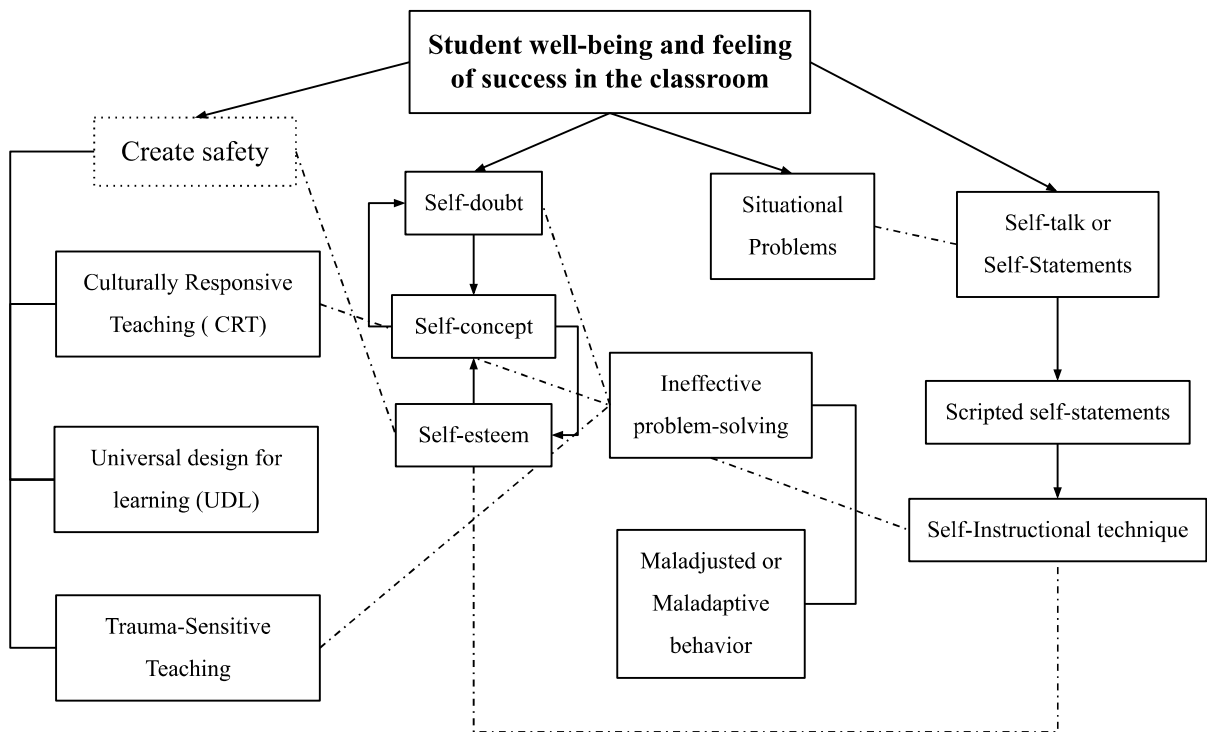 Student well-being and feeling
of success in the classroom
Create safety
Self-doubt
Situational
Problems
Self-talk or
Self-Statements
Culturally Responsive
Teaching ( CRT)
Self-concept
Ineffective
problem-solving
Scripted self-statements
Self-esteem
Universal design for
learning (UDL)
Self-Instructional technique
Maladjusted or
Maladaptive
behavior
Trauma-Sensitive
Teaching